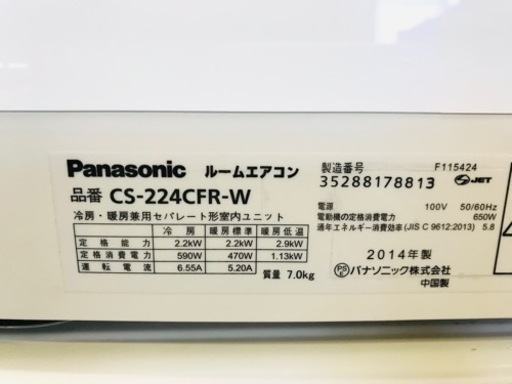 Panasonic ルームエアコン
品番 CS-224CFR-W
冷房・暖房兼用セパレート形室内ユニット
冷房 暖房標準 暖房低温
定格能力 2.2kW 2.2kW 2.9kW
定格消費電力 590W 470W 1.13kW
運転電流 6.55A 5.20A
質量 7.0kg
製造番号 F115424
35288178813 JET
電源 100V 50/60Hz
電動機の定格消費電力 650W
通年エネルギー消費効率(JIS C 9612:2013) 5.8
2014年製
PSE パナソニック株式会社
中国製